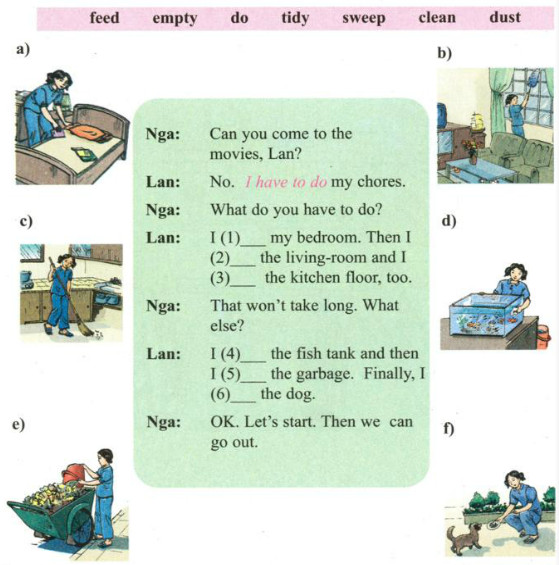 feed empty do tidy sweep clean dust
a)
b)
Nga: Can you come to the
movies, Lan?
Lan: No. I have to do my chores.
Nga: What do you have to do?
c)
d)
Lan: I (1)___ my bedroom. Then I
(2)___ the living-room and I
(3)___ the kitchen floor, too.
Nga: That won't take long. What
else?
Lan: I (4)___ the fish tank and then
I (5)___ the garbage. Finally, I
(6)___ the dog.
e)
f)
Nga: OK. Let's start. Then we can
go out.